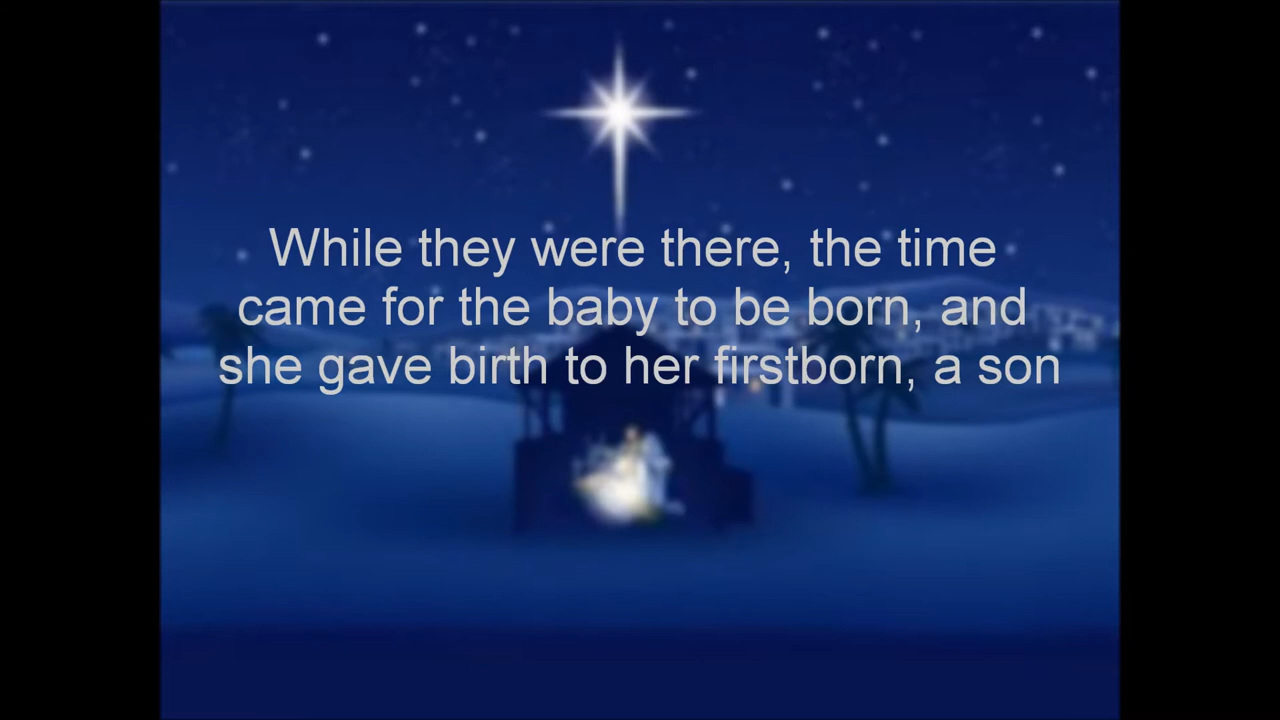 While they were there, the time
came for the baby to be born, and
she gave birth to her firstborn, a son